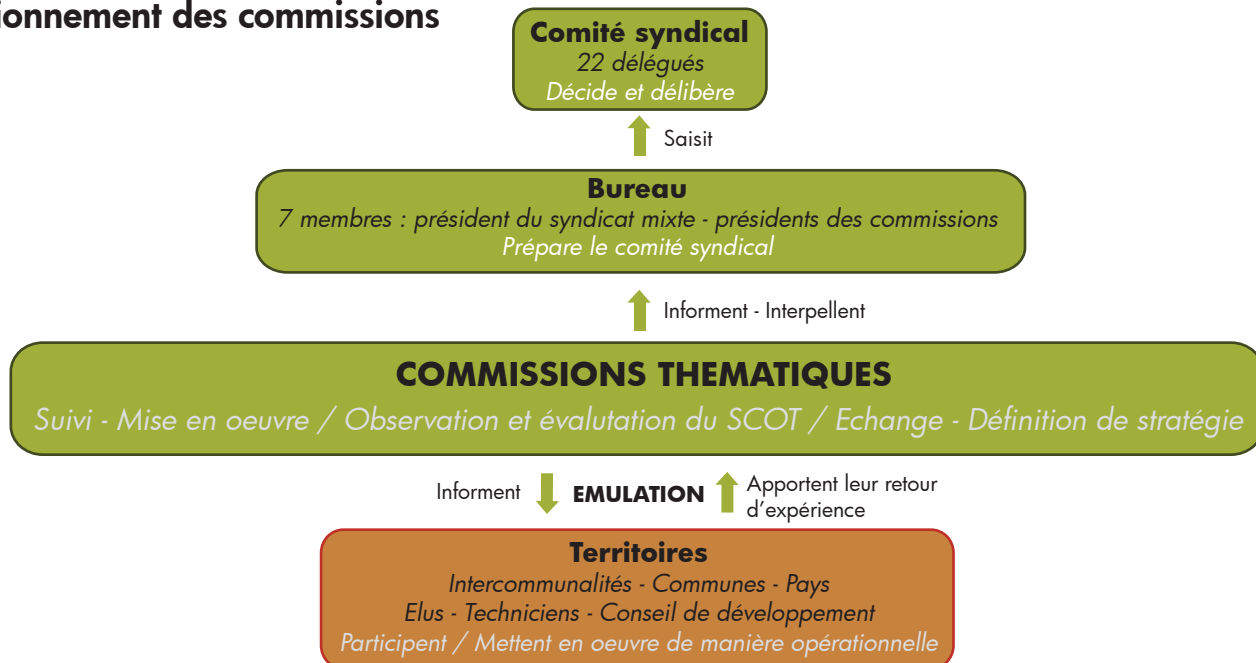 ionnement des commissions
Comité syndical
22 délégués
Décide et délibère
Saisit
Bureau
7 membres : président du syndicat mixte - présidents des commissions
Prépare le comité syndical
Informent - Interpellent
COMMISSIONS THEMATIQUES
Suivi - Mise en oeuvre / Observation et évalutation du SCOT / Echange - Définition de stratégie
Informent
EMULATION
Apportent leur retour
d'expérience
Territoires
Intercommunalités - Communes - Pays
Elus - Techniciens - Conseil de développement
Participent / Mettent en oeuvre de manière opérationnelle